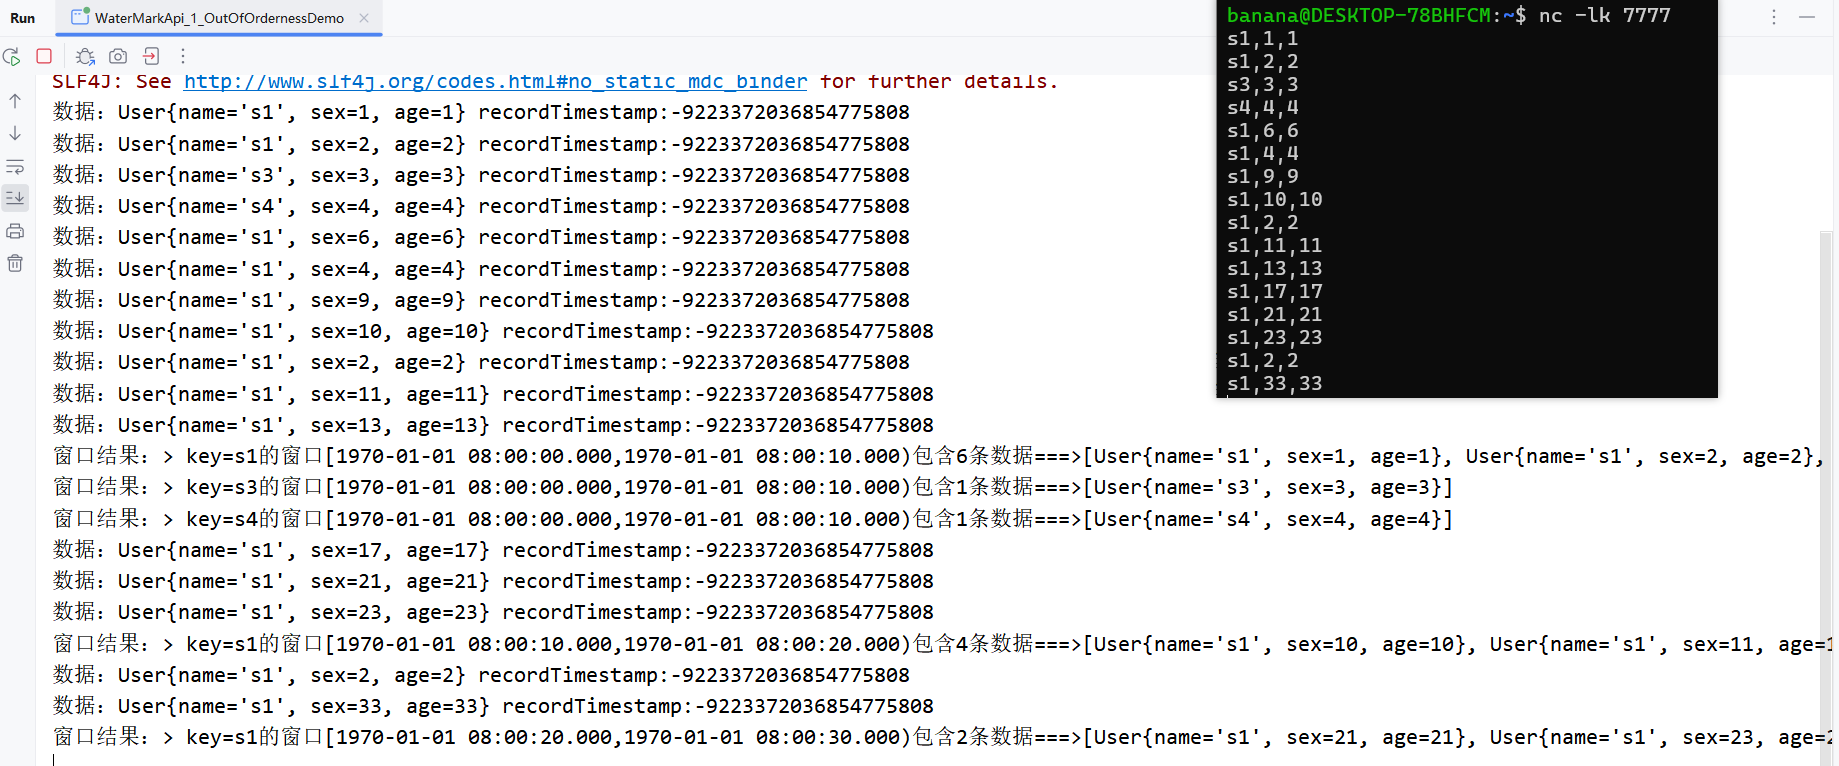 Run WaterMarkApi_1_OutOfOrdernessDemo
SLF4J: See http://www.slf4j.org/codes.html#no_static_mdc_binder for further details.
数据：User{name='s1', sex=1, age=1} recordTimestamp:-9223372036854775808
数据：User{name='s1', sex=2, age=2} recordTimestamp:-9223372036854775808
数据：User{name='s3', sex=3, age=3} recordTimestamp:-9223372036854775808
数据：User{name='s4', sex=4, age=4} recordTimestamp:-9223372036854775808
数据：User{name='s1', sex=6, age=6} recordTimestamp:-9223372036854775808
数据：User{name='s1', sex=4, age=4} recordTimestamp:-9223372036854775808
数据：User{name='s1', sex=9, age=9} recordTimestamp:-9223372036854775808
数据：User{name='s1', sex=10, age=10} recordTimestamp:-9223372036854775808
数据：User{name='s1', sex=2, age=2} recordTimestamp:-9223372036854775808
数据：User{name='s1', sex=11, age=11} recordTimestamp:-9223372036854775808
数据：User{name='s1', sex=13, age=13} recordTimestamp:-9223372036854775808
窗口结果：> key=s1的窗口[1970-01-01 08:00:00.000,1970-01-01 08:00:10.000)包含6条数据===>[User{name='s1', sex=1, age=1}, User{name='s1', sex=2, age=2},
窗口结果：> key=s3的窗口[1970-01-01 08:00:00.000,1970-01-01 08:00:10.000)包含1条数据===>[User{name='s3', sex=3, age=3}]
窗口结果：> key=s4的窗口[1970-01-01 08:00:00.000,1970-01-01 08:00:10.000)包含1条数据===>[User{name='s4', sex=4, age=4}]
数据：User{name='s1', sex=17, age=17} recordTimestamp:-9223372036854775808
数据：User{name='s1', sex=21, age=21} recordTimestamp:-9223372036854775808
数据：User{name='s1', sex=23, age=23} recordTimestamp:-9223372036854775808
窗口结果：> key=s1的窗口[1970-01-01 08:00:10.000,1970-01-01 08:00:20.000)包含4条数据===>[User{name='s1', sex=10, age=10}, User{name='s1', sex=11, age=1
数据：User{name='s1', sex=2, age=2} recordTimestamp:-9223372036854775808
数据：User{name='s1', sex=33, age=33} recordTimestamp:-9223372036854775808
窗口结果：> key=s1的窗口[1970-01-01 08:00:20.000,1970-01-01 08:00:30.000)包含2条数据===>[User{name='s1', sex=21, age=21}, User{name='s1', sex=23, age=2
banana@DESKTOP-78BHFCM:~$ nc -lk 7777
s1,1,1
s1,2,2
s3,3,3
s4,4,4
s1,6,6
s1,4,4
s1,9,9
s1,10,10
s1,2,2
s1,11,11
s1,13,13
s1,17,17
s1,21,21
s1,23,23
s1,2,2
s1,33,33